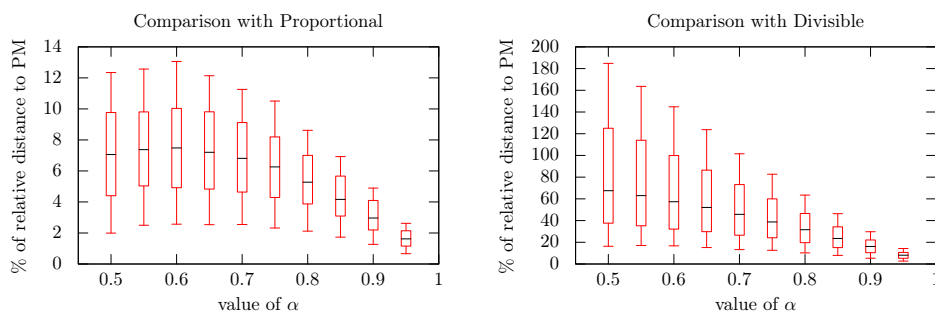 Comparison with Proportional
% of relative distance to PM
14
12
10
8
6
4
2
0
0.5 0.6 0.7 0.8 0.9 1
value of α
Comparison with Divisible
% of relative distance to PM
200
180
160
140
120
100
80
60
40
20
0
0.5 0.6 0.7 0.8 0.9 1
value of α